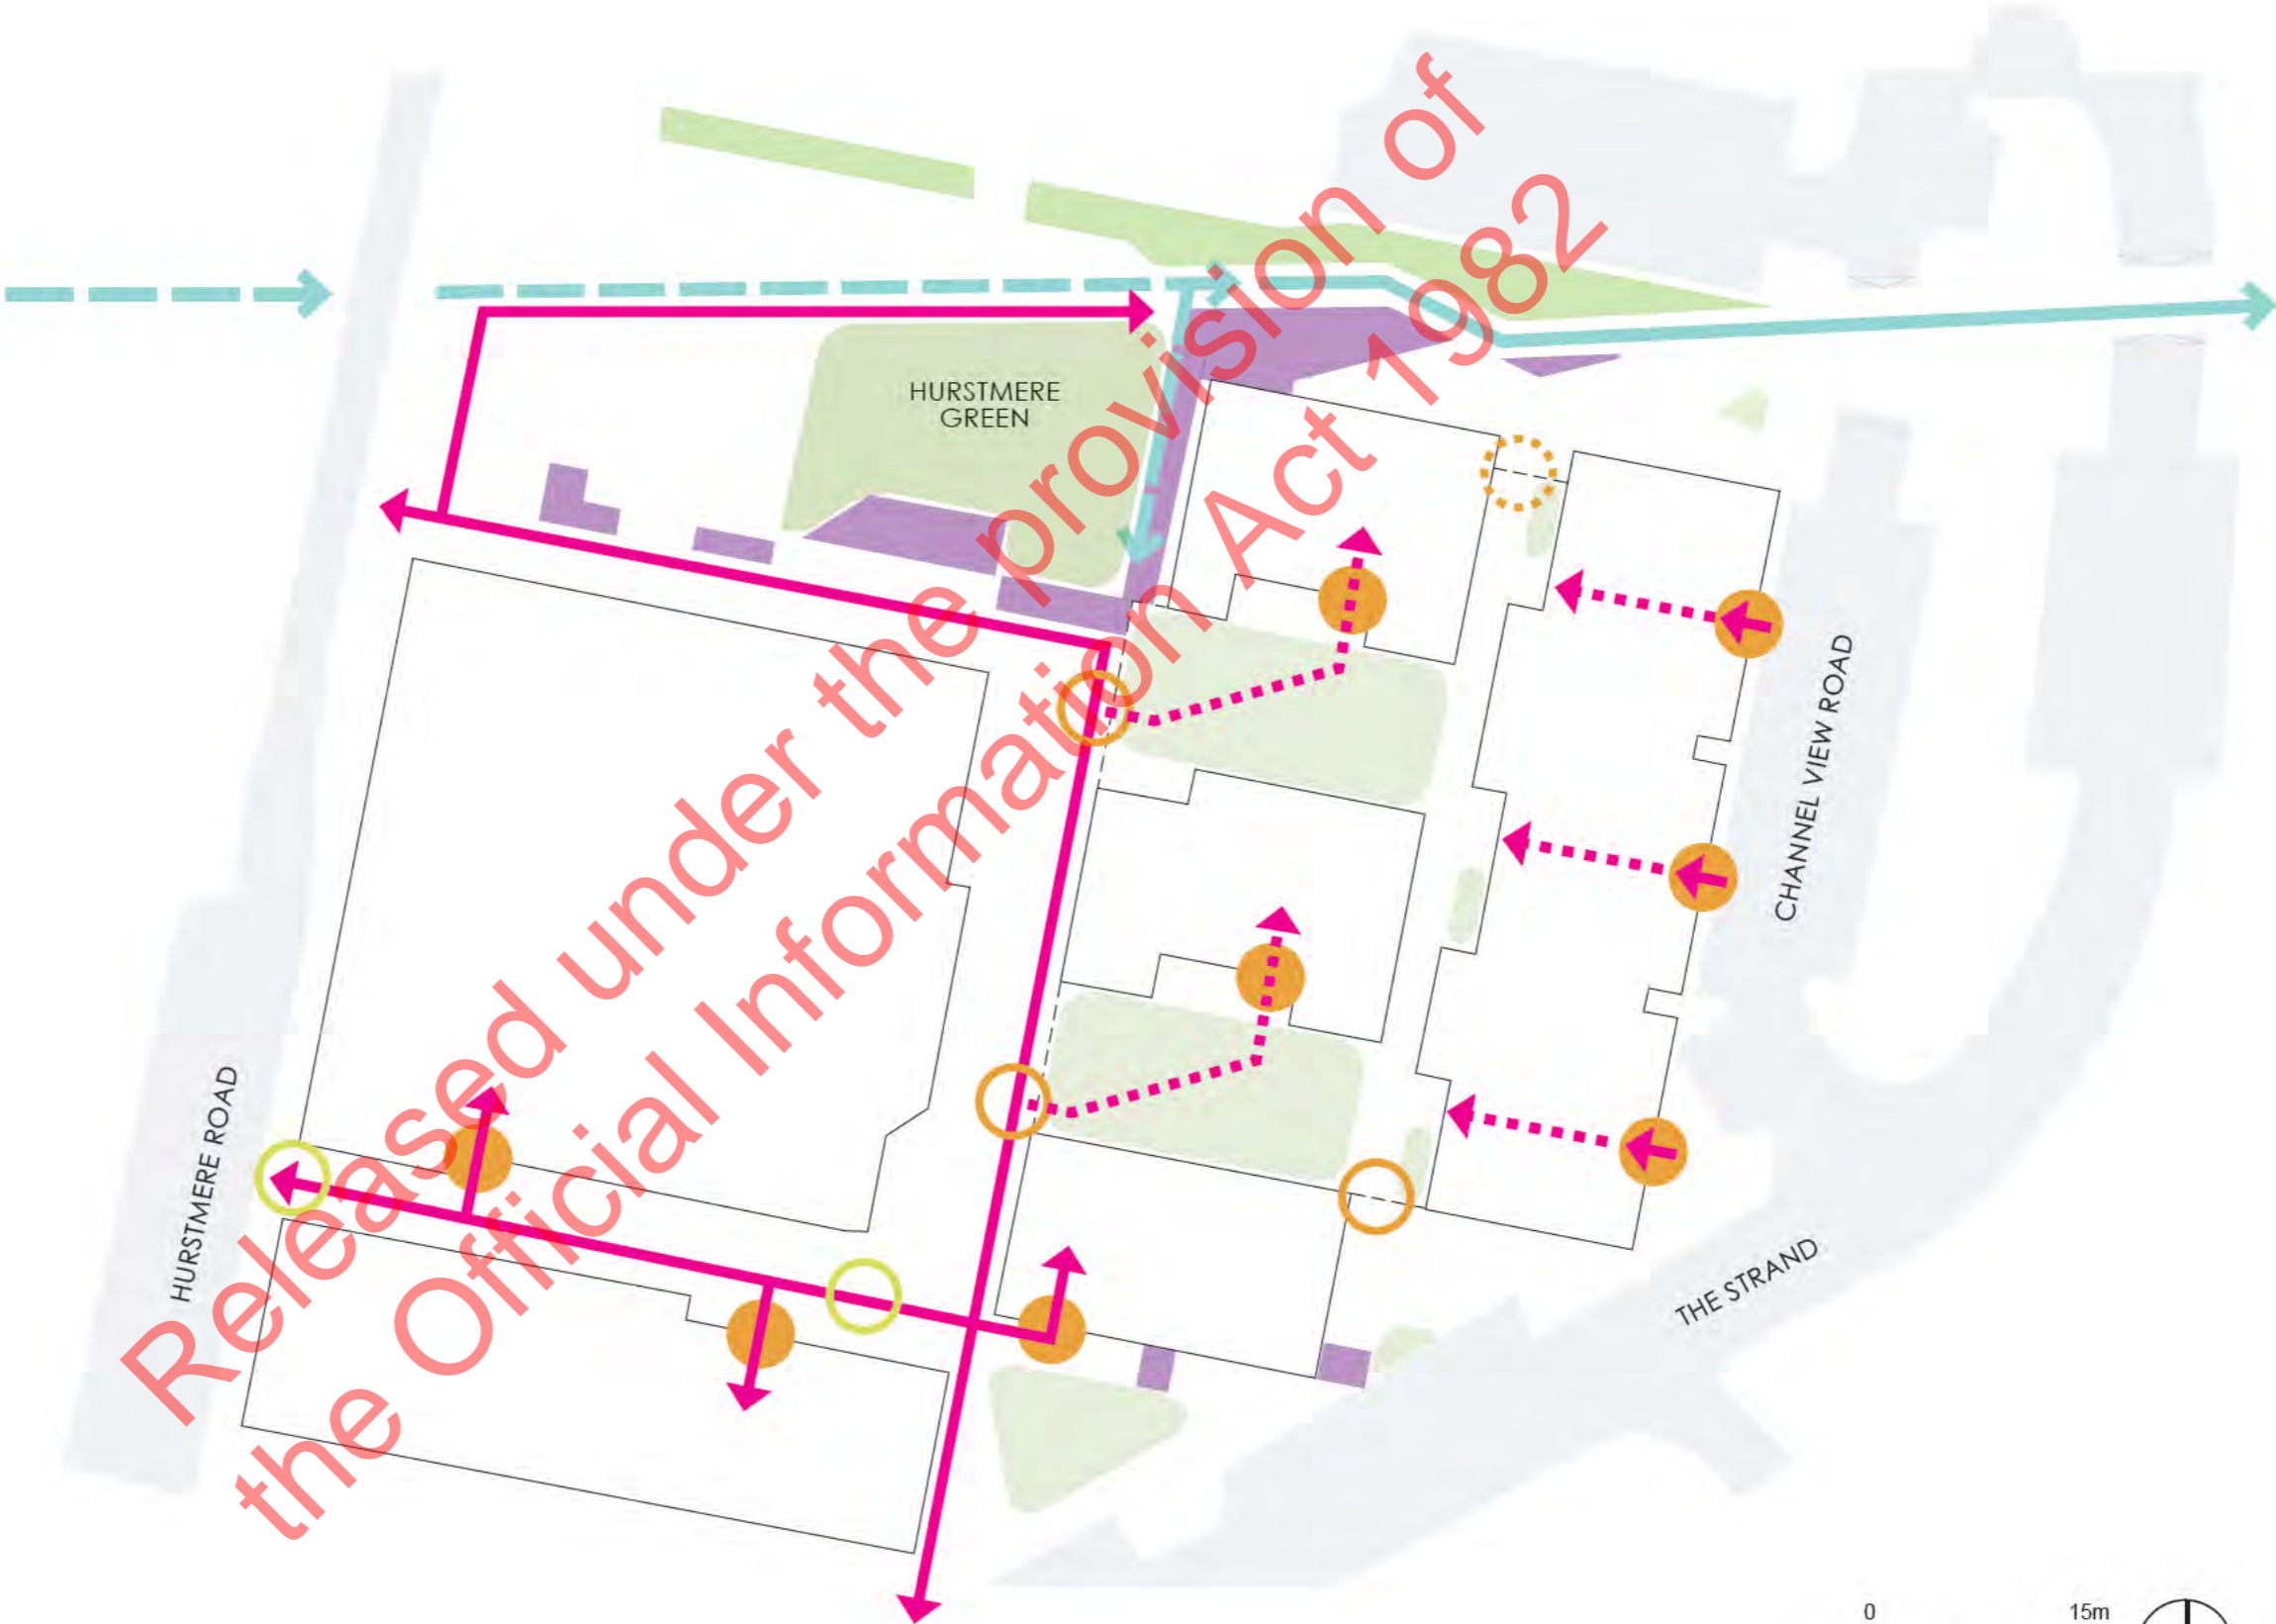 HURSTMERE
GREEN
CHANNEL VIEW ROAD
HURSTMERE ROAD
THE STRAND
Released under the provision of
the Official Information Act 1982
0 15m